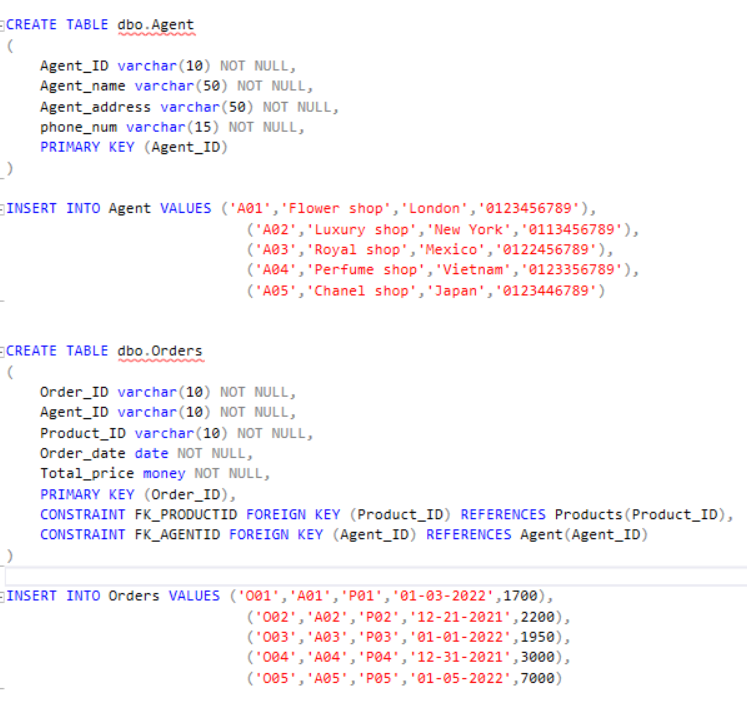 CREATE TABLE dbo.Agent
(
Agent_ID varchar(10) NOT NULL,
Agent_name varchar(50) NOT NULL,
Agent_address varchar(50) NOT NULL,
phone_num varchar(15) NOT NULL,
PRIMARY KEY (Agent_ID)
)
INSERT INTO Agent VALUES ('A01','Flower shop','London','0123456789'),
('A02','Luxury shop','New York','0113456789'),
('A03','Royal shop','Mexico','0122456789'),
('A04','Perfume shop','Vietnam','0123356789'),
('A05','Chanel shop','Japan','0123446789')
CREATE TABLE dbo.Orders
(
Order_ID varchar(10) NOT NULL,
Agent_ID varchar(10) NOT NULL,
Product_ID varchar(10) NOT NULL,
Order_date date NOT NULL,
Total_price money NOT NULL,
PRIMARY KEY (Order_ID),
CONSTRAINT FK_PRODUCTID FOREIGN KEY (Product_ID) REFERENCES Products(Product_ID),
CONSTRAINT FK_AGENTID FOREIGN KEY (Agent_ID) REFERENCES Agent(Agent_ID)
)
INSERT INTO Orders VALUES ('O01','A01','P01','01-03-2022',1700),
('O02','A02','P02','12-21-2021',2200),
('O03','A03','P03','01-01-2022',1950),
('O04','A04','P04','12-31-2021',3000),
('O05','A05','P05','01-05-2022',7000)